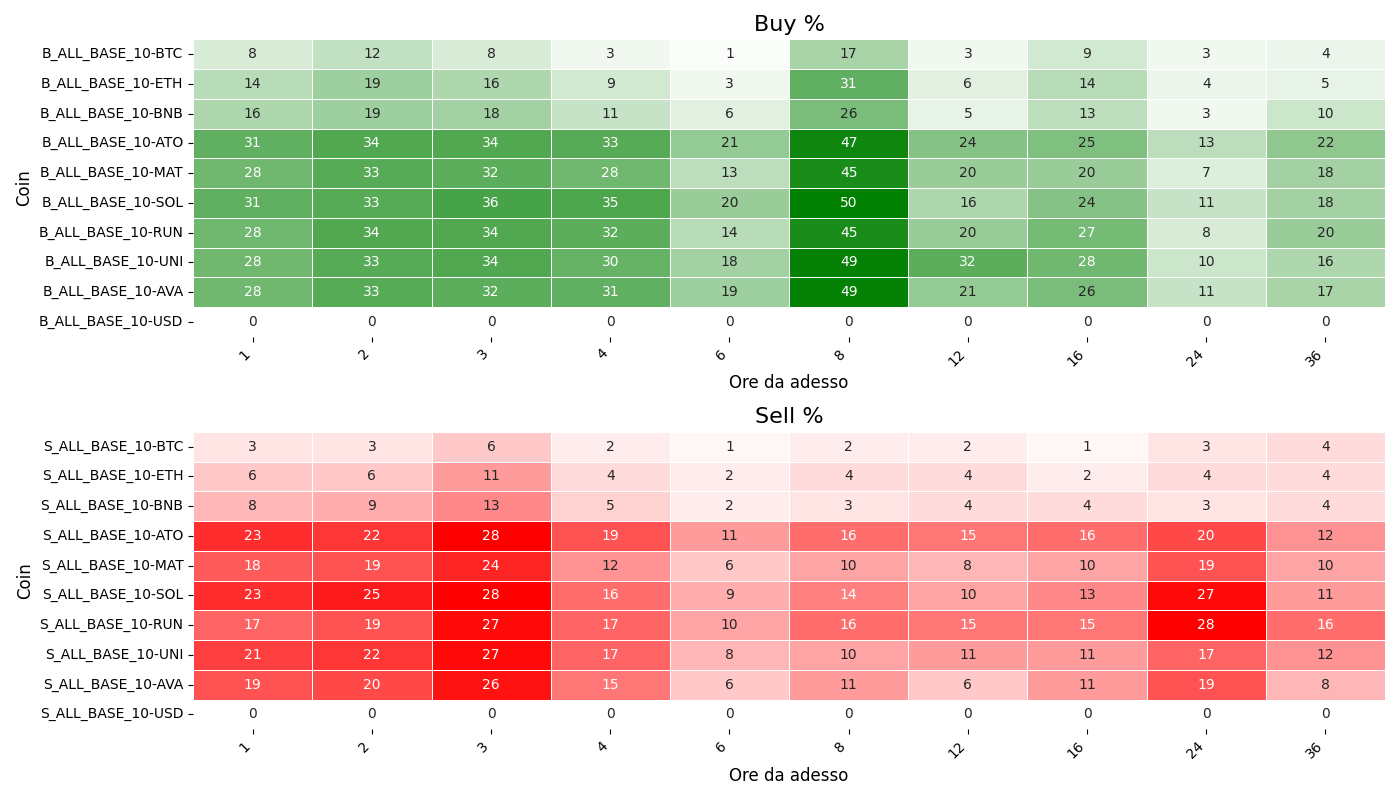 Buy %
Coin
B_ALL_BASE_10-BTC 8 12 8 3 1 17 3 9 3 4
B_ALL_BASE_10-ETH 14 19 16 9 3 31 6 14 4 5
B_ALL_BASE_10-BNB 16 19 18 11 6 26 5 13 3 10
B_ALL_BASE_10-ATO 31 34 34 33 21 47 24 25 13 22
B_ALL_BASE_10-MAT 28 33 32 28 13 45 20 20 7 18
B_ALL_BASE_10-SOL 31 33 36 35 20 50 16 24 11 18
B_ALL_BASE_10-RUN 28 34 34 32 14 45 20 27 8 20
B_ALL_BASE_10-UNI 28 33 34 30 18 49 32 28 10 16
B_ALL_BASE_10-AVA 28 33 32 31 19 49 21 26 11 17
B_ALL_BASE_10-USD 0 0 0 0 0 0 0 0 0 0
1 2 3 4 6 8 12 16 24 36
Ore da adesso
Sell %
Coin
S_ALL_BASE_10-BTC 3 3 6 2 1 2 2 1 3 4
S_ALL_BASE_10-ETH 6 6 11 4 2 4 4 2 4 4
S_ALL_BASE_10-BNB 8 9 13 5 2 3 4 4 3 4
S_ALL_BASE_10-ATO 23 22 28 19 11 16 15 16 20 12
S_ALL_BASE_10-MAT 18 19 24 12 6 10 8 10 19 10
S_ALL_BASE_10-SOL 23 25 28 16 9 14 10 13 27 11
S_ALL_BASE_10-RUN 17 19 27 17 10 16 15 15 28 16
S_ALL_BASE_10-UNI 21 22 27 17 8 10 11 11 17 12
S_ALL_BASE_10-AVA 19 20 26 15 6 11 6 11 19 8
S_ALL_BASE_10-USD 0 0 0 0 0 0 0 0 0 0
1 2 3 4 6 8 12 16 24 36
Ore da adesso